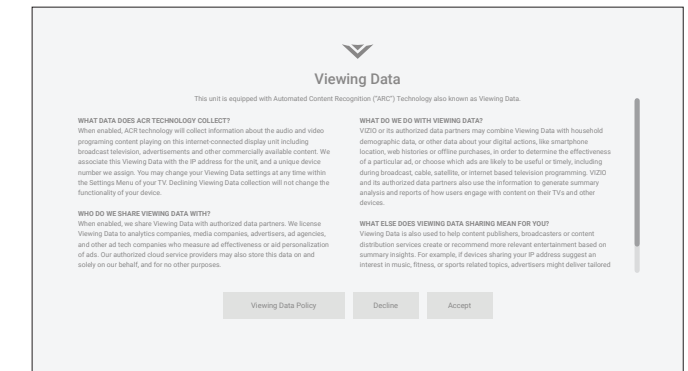 Viewing Data
This unit is equipped with Automated Content Recognition ("ARC") Technology also known as Viewing Data.
WHAT DATA DOES ACR TECHNOLOGY COLLECT?
When enabled, ACR technology will collect information about the audio and video
programing content playing on this internet-connected display unit including
broadcast television, advertisements and other commercially available content. We
associate this Viewing Data with the IP address for the unit, and a unique device
number we assign. You may modify your Viewing Data settings at any time within
the Settings Menu of your TV. Declining Viewing Data collection will not change the
functionality of your device.
WHO DO WE SHARE VIEWING DATA WITH?
When enabled, we share Viewing Data with authorized data partners. We license
Viewing Data to analytics companies, media companies, advertisers, ad agencies,
and other ad tech companies who measure ad effectiveness or aid personalization
of ads. Our authorized cloud service providers may also store this data on and
solely on our behalf, and for no other purposes.
WHAT DO WE DO WITH VIEWING DATA?
VIZIO or its authorized data partners may combine Viewing Data with household
demographic data, or other data about your digital actions, like smartphone
location, web histories or offline purchases, in order to determine the effectiveness
of a particular ad, or choose which ads are likely to be useful or timely, including
during broadcast, cable, satellite, or internet based television programming. VIZIO
and its authorized data partners also use the information to generate summary
analysis and reports of how users engage with content on their TVs and other
devices.
WHAT ELSE DOES VIEWING DATA SHARING MEAN FOR YOU?
Viewing Data is also used to help content publishers, broadcasters or content
distribution services create or recommend more relevant entertainment based on
summary insights. For example, if devices sharing your IP address suggest an
interest in music, fitness, or sports related topics, advertisers might deliver tailored
Viewing Data Policy
Decline
Accept